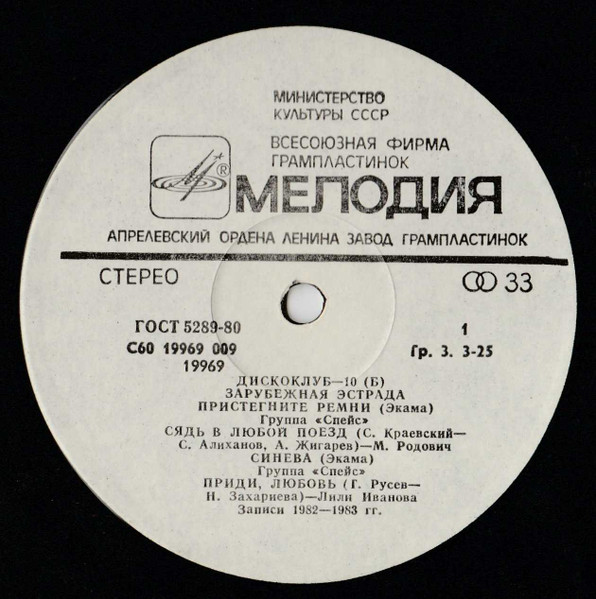 МИНИСТЕРСТВО
КУЛЬТУРЫ СССР
ВСЕСОЮЗНАЯ ФИРМА
ГРАМПЛАСТИНОК
®
МЕЛОДИЯ
АПРЕЛЕВСКИЙ ОРДЕНА ЛЕНИНА ЗАВОД ГРАМПЛАСТИНОК
СТЕРЕО
33
ГОСТ 5289-80
1
С60 19969 009
Гр. 3. 3-25
19969
ДИСКОКЛУБ—10 (Б)
ЗАРУБЕЖНАЯ ЭСТРАДА
ПРИСТЕГНИТЕ РЕМНИ (Экама)
Группа «Спейс»
СЯДЬ В ЛЮБОЙ ПОЕЗД (С. Краевский—
С. Алиханов, А. Жигарев)—М. Родович
СИНЕВА (Экама)
Группа «Спейс»
ПРИДИ, ЛЮБОВЬ (Г. Русев—
Н. Захариева)—Лили Иванова
Записи 1982—1983 гг.